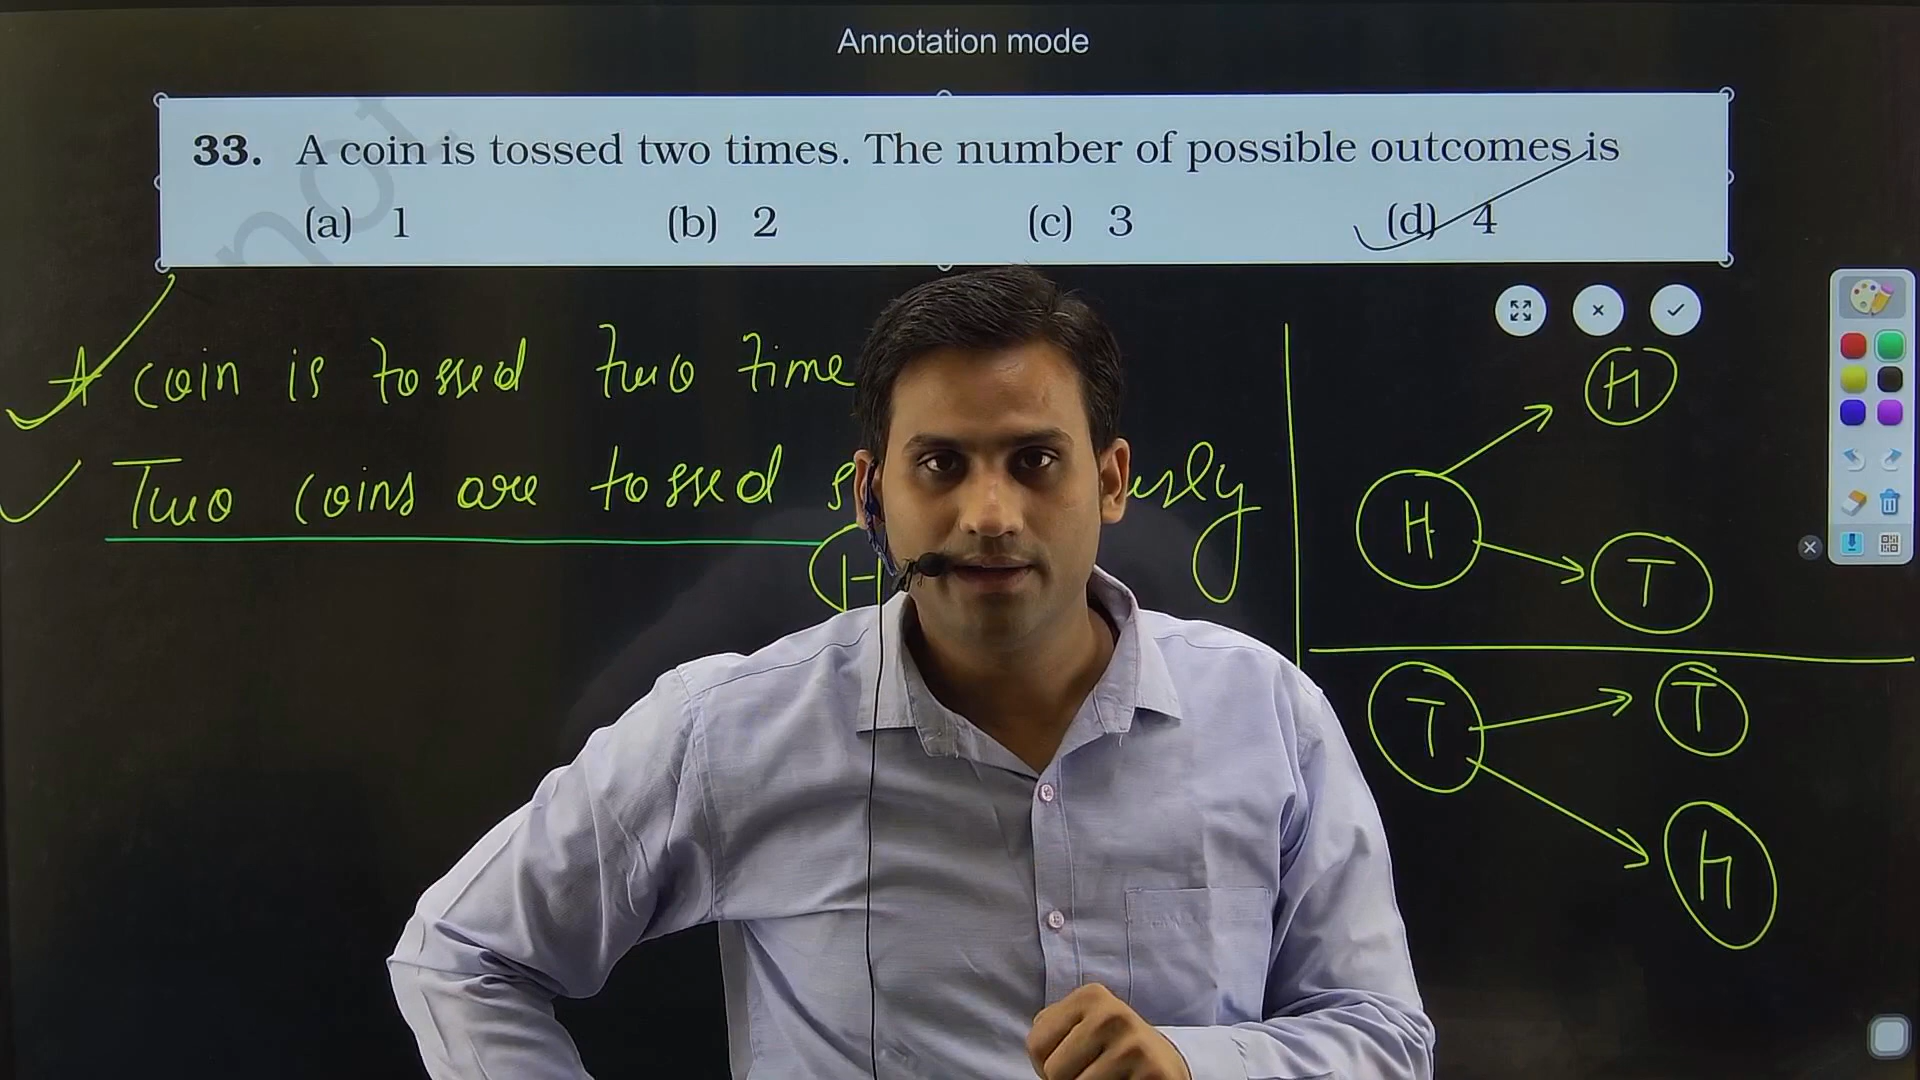 Annotation mode
not
33. A coin is tossed two times. The number of possible outcomes is
(a) 1 (b) 2 (c) 3 (d) 4
A coin is tossed two time
Two coins are tossed
H
H
H
T
T
T
H